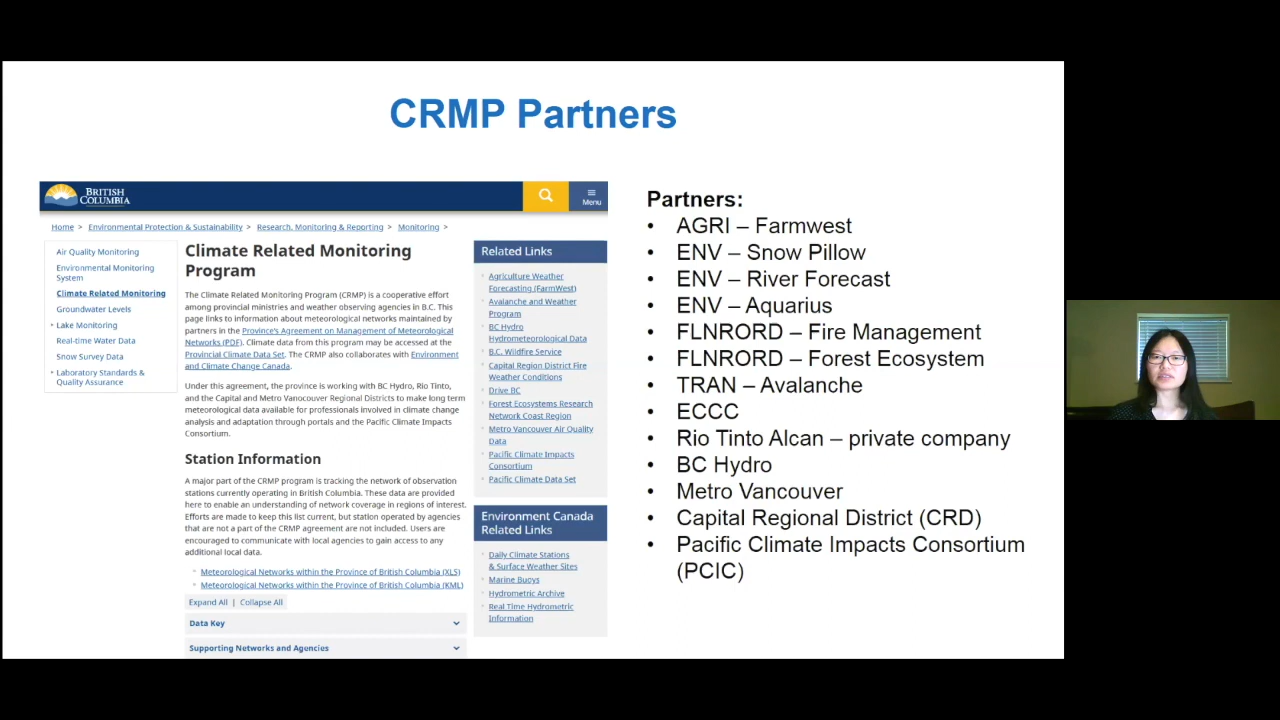 CRMP Partners
BRITISH
COLUMBIA
Menu
Home > Environmental Protection & Sustainability > Research, Monitoring & Reporting > Monitoring >
Air Quality Monitoring
Environmental Monitoring
System
Climate Related Monitoring
Groundwater Levels
Lake Monitoring
Real-time Water Data
Snow Survey Data
Laboratory Standards &
Quality Assurance
Climate Related Monitoring
Program
The Climate Related Monitoring Program (CRMP) is a cooperative effort
among provincial ministries and weather observing agencies in B.C. This
page links to information about meteorological networks maintained by
partners in the Province's Agreement on Management of Meteorological
Networks (PDF). Climate data from this program may be accessed at the
Provincial Climate Data Set. The CRMP also collaborates with Environment
and Climate Change Canada.
Under this agreement, the province is working with BC Hydro, Rio Tinto,
and the Capital and Metro Vanocouver Regional Districts to make long term
meteorological data available for professionals involved in climate change
analysis and adaptation through portals and the Pacific Climate Impacts
Consortium.
Station Information
A major part of the CRMP program is tracking the network of observation
stations currently operating in British Columbia. These data are provided
here to enable an understanding of network coverage in regions of interest.
Efforts are made to keep this list current, but station operated by agencies
that are not a part of the CRMP agreement are not included. Users are
encouraged to communicate with local agencies to gain access to any
additional local data.
Meteorological Networks within the Province of British Columbia (XLS)
Meteorological Networks within the Province of British Columbia (KML)
Expand All | Collapse All
Data Key
Supporting Networks and Agencies
Related Links
Agriculture Weather
Forecasting (FarmWest)
Avalanche and Weather
Program
BC Hydro
Hydrometeorological Data
B.C. Wildfire Service
Capital Region District Fire
Weather Conditions
Drive BC
Forest Ecosystems Research
Network Coast Region
Metro Vancouver Air Quality
Data
Pacific Climate Impacts
Consortium
Pacific Climate Data Set
Environment Canada
Related Links
Daily Climate Stations
& Surface Weather Sites
Marine Buoys
Hydrometric Archive
Real Time Hydrometric
Information
Partners:
• AGRI – Farmwest
• ENV – Snow Pillow
• ENV – River Forecast
• ENV – Aquarius
• FLNRORD – Fire Management
• FLNRORD – Forest Ecosystem
• TRAN – Avalanche
• ECCC
• Rio Tinto Alcan – private company
• BC Hydro
• Metro Vancouver
• Capital Regional District (CRD)
• Pacific Climate Impacts Consortium
(PCIC)